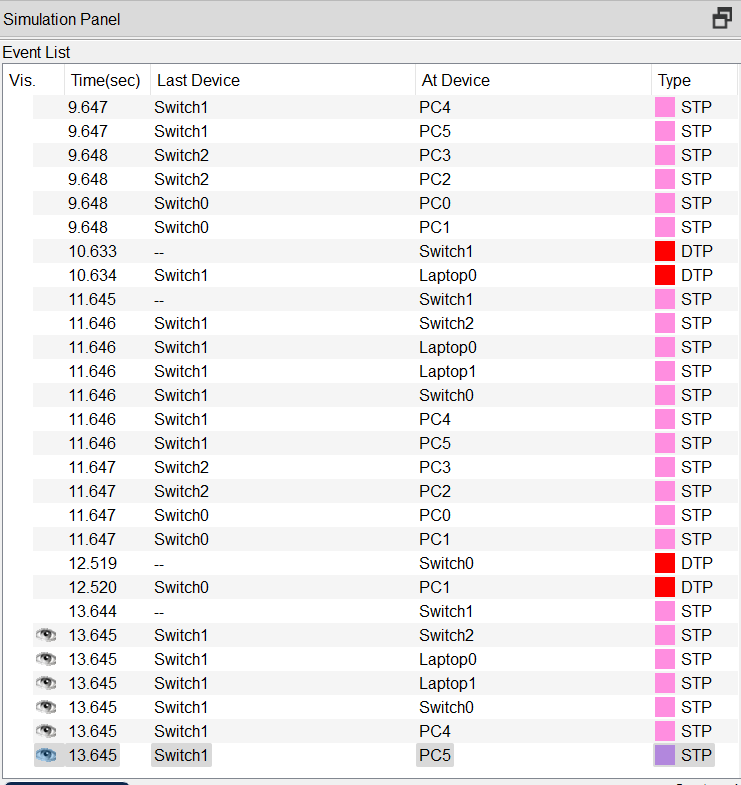 Simulation Panel
Event List
Vis. Time(sec) Last Device At Device Type
9.647 Switch1 PC4 STP
9.647 Switch1 PC5 STP
9.648 Switch2 PC3 STP
9.648 Switch2 PC2 STP
9.648 Switch0 PC0 STP
9.648 Switch0 PC1 STP
10.633 -- Switch1 DTP
10.634 Switch1 Laptop0 DTP
11.645 -- Switch1 STP
11.646 Switch1 Switch2 STP
11.646 Switch1 Laptop0 STP
11.646 Switch1 Laptop1 STP
11.646 Switch1 Switch0 STP
11.646 Switch1 PC4 STP
11.646 Switch1 PC5 STP
11.647 Switch2 PC3 STP
11.647 Switch2 PC2 STP
11.647 Switch0 PC0 STP
11.647 Switch0 PC1 STP
12.519 -- Switch0 DTP
12.520 Switch0 PC1 DTP
13.644 -- Switch1 STP
13.645 Switch1 Switch2 STP
13.645 Switch1 Laptop0 STP
13.645 Switch1 Laptop1 STP
13.645 Switch1 Switch0 STP
13.645 Switch1 PC4 STP
13.645 Switch1 PC5 STP